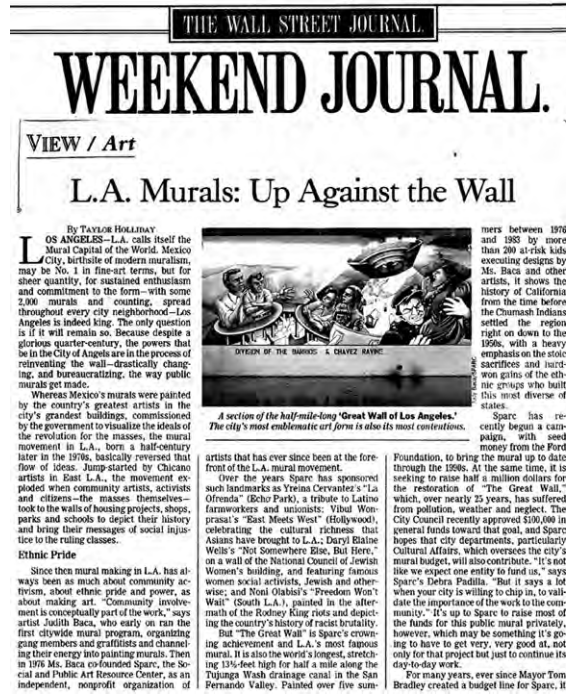 THE WALL STREET JOURNAL.
WEEKEND JOURNAL.
VIEW / Art
L.A. Murals: Up Against the Wall
By TAYLOR HOLLIDAY
LOS ANGELES—L.A. calls itself the
Mural Capital of the World. Mexico
City, birthsite of modern muralism,
may be No. 1 in fine-art terms, but for
sheer quantity, for sustained enthusiasm
and commitment to the form—with some
2,000 murals and counting, spread
throughout every city neighborhood—Los
Angeles is indeed king. The only question
is if it will remain so. Because despite a
glorious quarter-century, the powers that
be in the City of Angels are in the process of
reinventing the wall—drastically chang-
ing, and bureaucratizing, the way public
murals get made.
Whereas Mexico's murals were painted
by the country's greatest artists in the
city's grandest buildings, commissioned
by the government to visualize the ideals of
the revolution for the masses, the mural
movement in L.A., born a half-century
later in the 1970s, basically reversed that
flow of ideas. Jump-started by Chicano
artists in East L.A., the movement ex-
ploded when community artists, activists
and citizens—the masses themselves—
took to the walls of housing projects, shops,
parks and schools to depict their history
and bring their messages of social injus-
tice to the ruling classes.
Ethnic Pride
Since then mural making in L.A. has al-
ways been as much about community ac-
tivism, about ethnic pride and power, as
about making art. "Community involve-
ment is conceptually part of the work," says
artist Judith Baca, who early on ran the
first citywide mural program, organizing
gang members and graffitists and channel-
ing their energy into painting murals. Then
in 1976 Ms. Baca co-founded Sparc, the So-
cial and Public Art Resource Center, as an
independent, nonprofit organization of
DIVISION OF THE BARRIOS & CHAVEZ RAVINE
A section of the half-mile-long 'Great Wall of Los Angeles.'
The city's most emblematic art form is also its most contentious.
artists that has ever since been at the fore-
front of the L.A. mural movement.
Over the years Sparc has sponsored
such landmarks as Yreina Cervantez's "La
Ofrenda" (Echo Park), a tribute to Latino
farmworkers and unionists; Vibul Won-
prasat's "East Meets West" (Hollywood),
celebrating the cultural richness that
Asians have brought to L.A.; Daryl Elaine
Wells's "Not Somewhere Else, But Here,"
on a wall of the National Council of Jewish
Women's building, and featuring famous
women social activists, Jewish and other-
wise; and Noni Olabisi's "Freedom Won't
Wait" (South L.A.), painted in the after-
math of the Rodney King riots and depict-
ing the country's history of racist brutality.
But "The Great Wall" is Sparc's crown-
ing achievement and L.A.'s most famous
mural. It is also the world's longest, stretch-
ing 13½-feet high for half a mile along the
Tujunga Wash drainage canal in the San
Fernando Valley. Painted over five sum-
mers between 1976
and 1983 by more
than 200 at-risk kids
executing designs by
Ms. Baca and other
artists, it shows the
history of California
from the time before
the Chumash Indians
settled the region
right on down to the
1950s, with a heavy
emphasis on the stoic
sacrifices and hard-
won gains of the eth-
nic groups who built
this most diverse of
states.
Sparc has re-
cently begun a cam-
paign, with seed
money from the Ford
Foundation, to bring the mural up to date
through the 1990s. At the same time, it is
seeking to raise half a million dollars for
the restoration of "The Great Wall,"
which, over nearly 25 years, has suffered
from pollution, weather and neglect. The
City Council recently approved $100,000 in
general funds toward that goal, and Sparc
hopes that city departments, particularly
Cultural Affairs, which oversees the city's
mural budget, will also contribute. "It's not
like we expect one entity to fund us," says
Sparc's Debra Padilla. "But it says a lot
when your city is willing to chip in, to vali-
date the importance of the work to the com-
munity." It's up to Sparc to raise most of
the funds for this public mural privately,
however, which may be something it's go-
ing to have to get very, very good at, not
only for that project but just to continue its
day-to-day work.
For many years, ever since Mayor Tom
Bradley created a budget line for Sparc, it